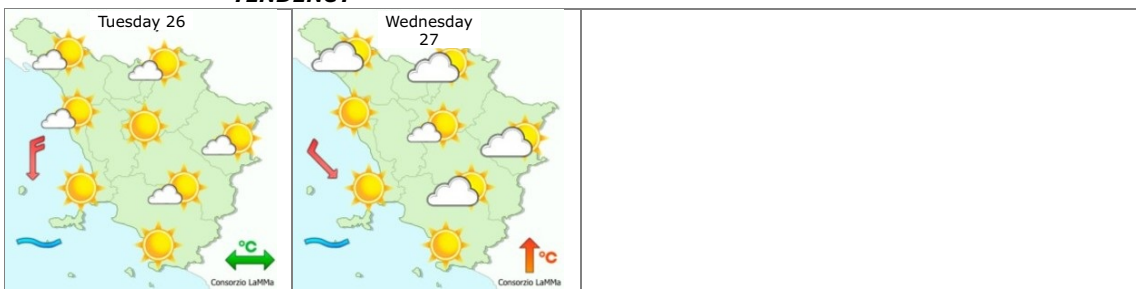 TENDENCY
Tuesday 26
Wednesday
27
°C
°C
Consorzio LaMMa
Consorzio LaMMa